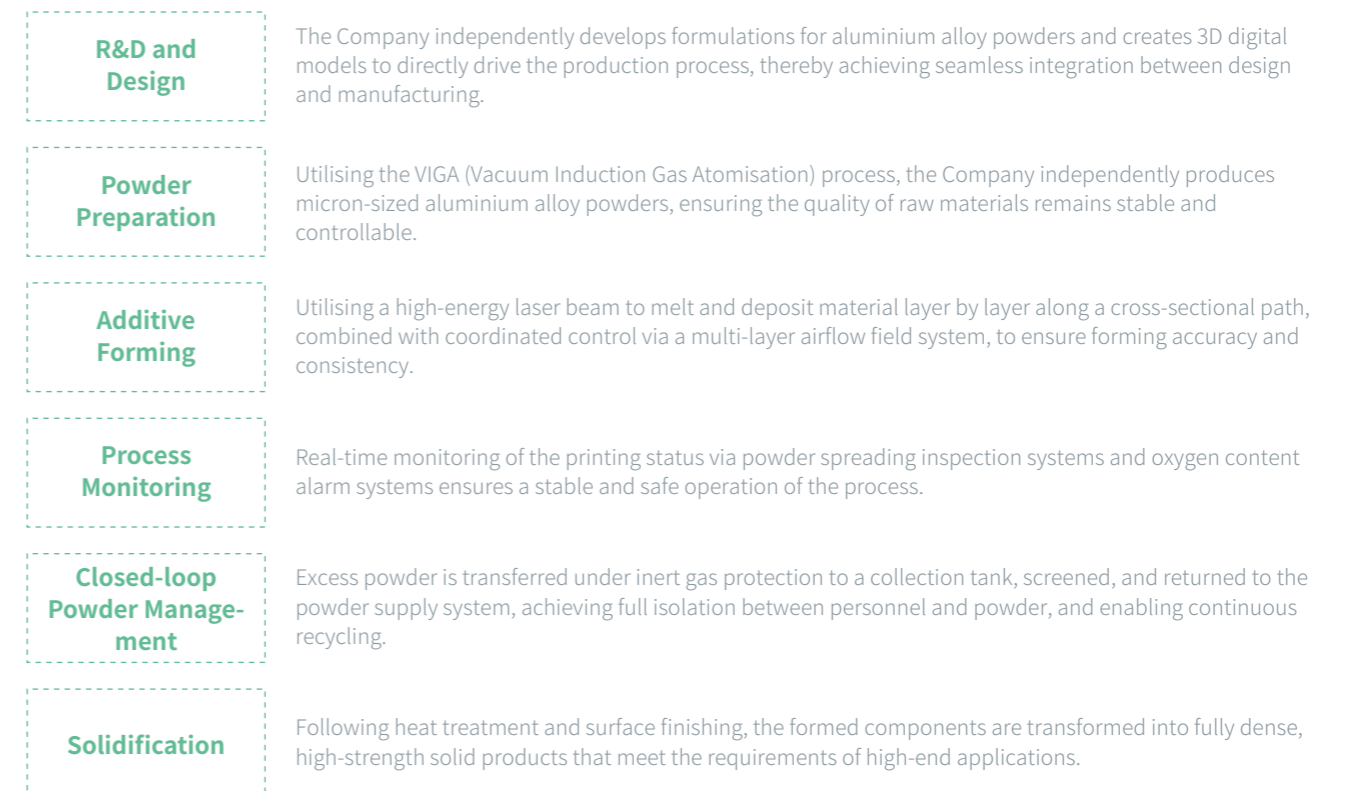 R&D and
Design
The Company independently develops formulations for aluminium alloy powders and creates 3D digital
models to directly drive the production process, thereby achieving seamless integration between design
and manufacturing.
Powder
Preparation
Utilising the VIGA (Vacuum Induction Gas Atomisation) process, the Company independently produces
micron-sized aluminium alloy powders, ensuring the quality of raw materials remains stable and
controllable.
Additive
Forming
Utilising a high-energy laser beam to melt and deposit material layer by layer along a cross-sectional path,
combined with coordinated control via a multi-layer airflow field system, to ensure forming accuracy and
consistency.
Process
Monitoring
Real-time monitoring of the printing status via powder spreading inspection systems and oxygen content
alarm systems ensures a stable and safe operation of the process.
Closed-loop
Powder Manage-
ment
Excess powder is transferred under inert gas protection to a collection tank, screened, and returned to the
powder supply system, achieving full isolation between personnel and powder, and enabling continuous
recycling.
Solidification
Following heat treatment and surface finishing, the formed components are transformed into fully dense,
high-strength solid products that meet the requirements of high-end applications.